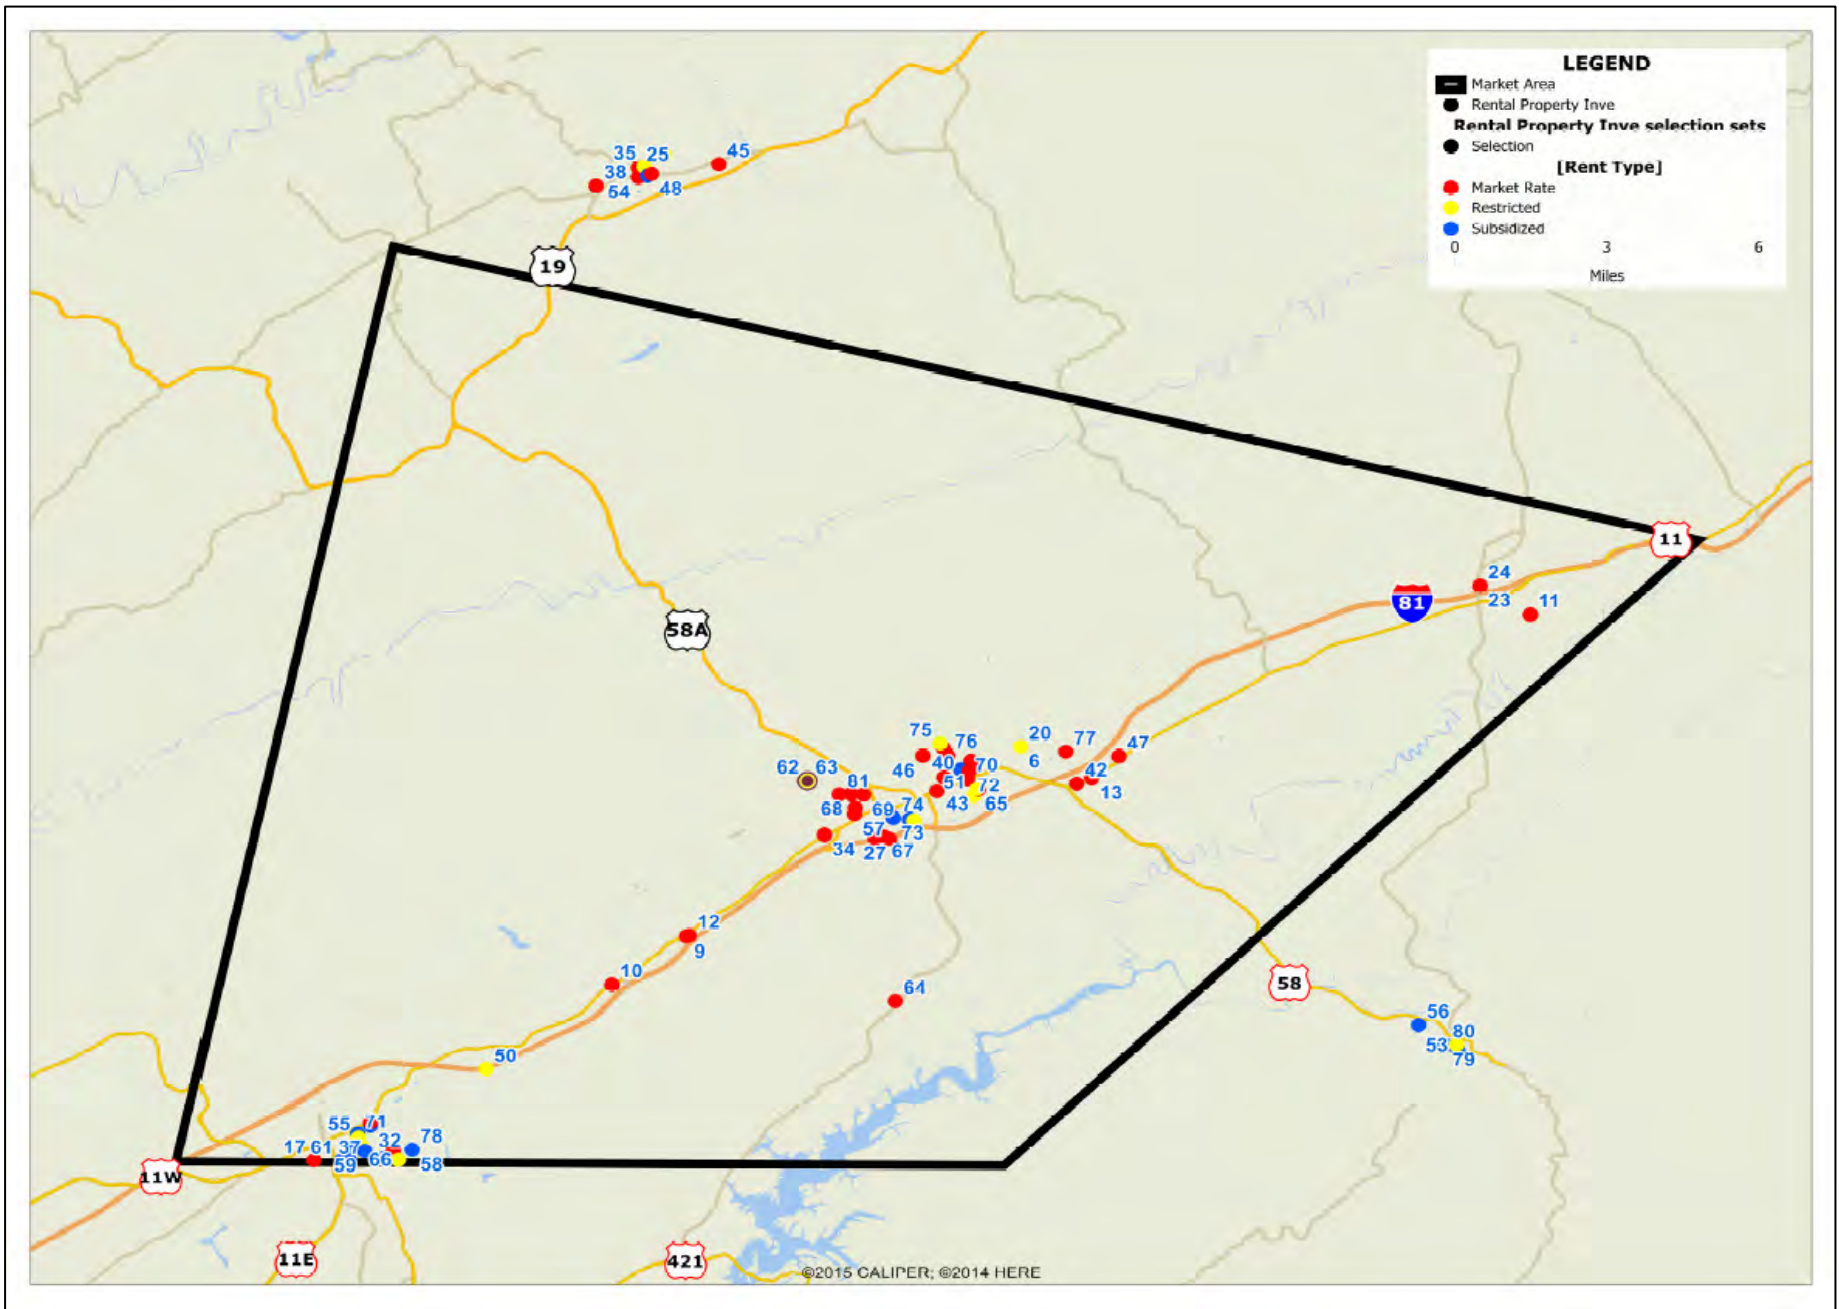 LEGEND
Market Area
Rental Property Inve
Rental Property Inve selection sets
Selection
[Rent Type]
Market Rate
Restricted
Subsidized
0 3 6
Miles
35 25 45
38
54 48
19
11
24
81
23 11
58A
75 76 20 77 47
62 63 46 40 70 6 42
81 51 72 13
68 69 74 43 65
57 73
34 27 67
12
9
10
64
58
56
80
53
79
50
55 71
17 61 37 32 78
59 66 58
11W
11E
421
©2015 CALIPER; ©2014 HERE